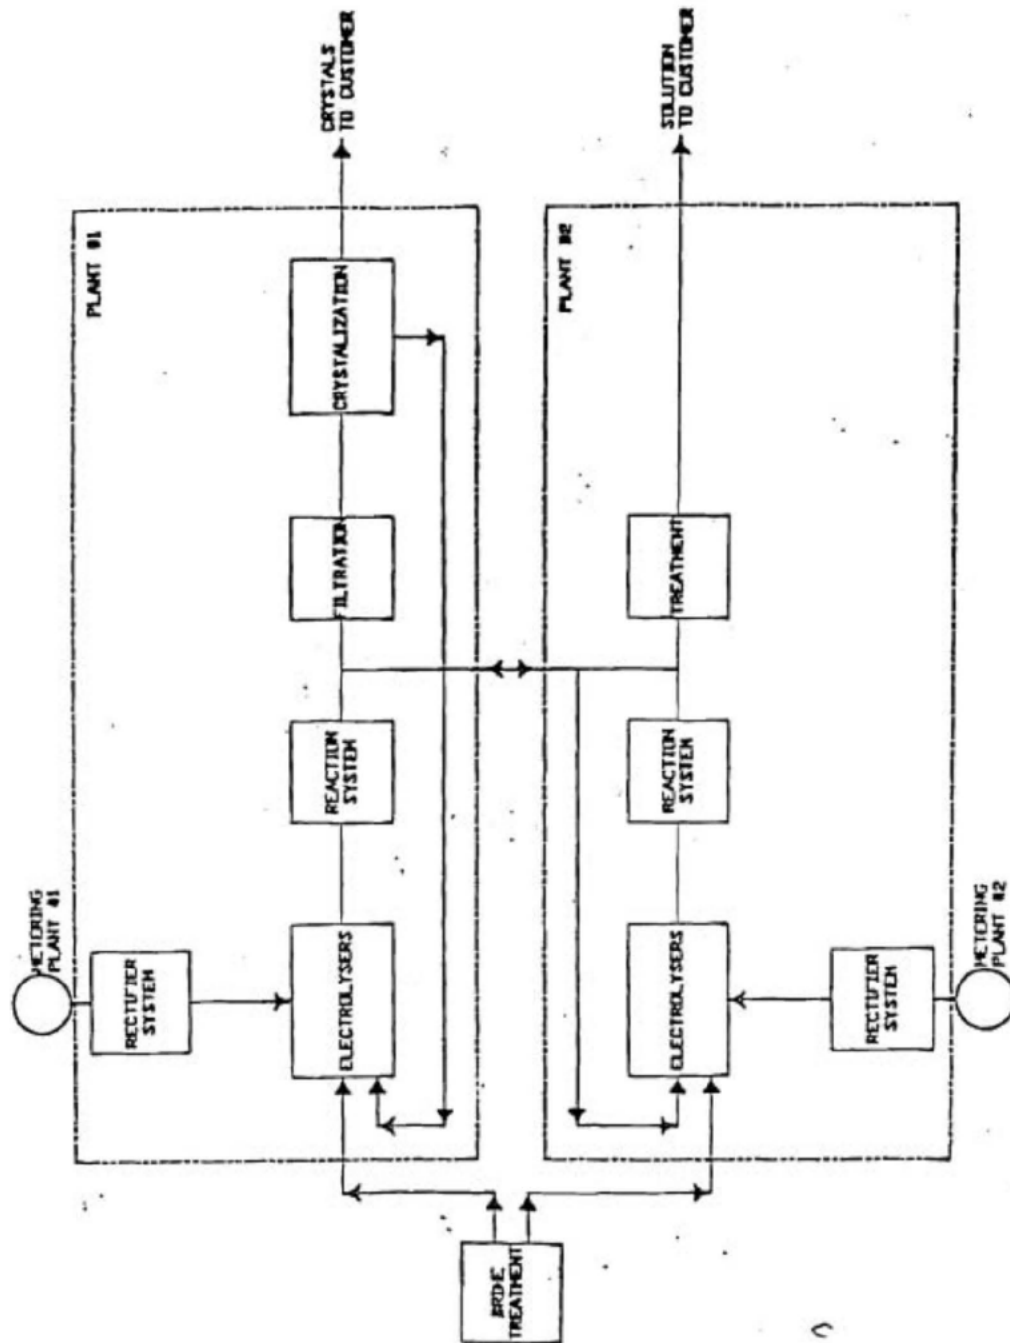 METERING
PLANT #1
RECTIFIER
SYSTEM
PLANT #1
ELECTROLYSERS
REACTION
SYSTEM
FILTRATION
CRYSTALIZATION
CRYSTALS
TO CUSTOMER
BRINE
TREATMENT
PLANT #2
ELECTROLYSERS
REACTION
SYSTEM
TREATMENT
SOLUTION
TO CUSTOMER
RECTIFIER
SYSTEM
METERING
PLANT #2